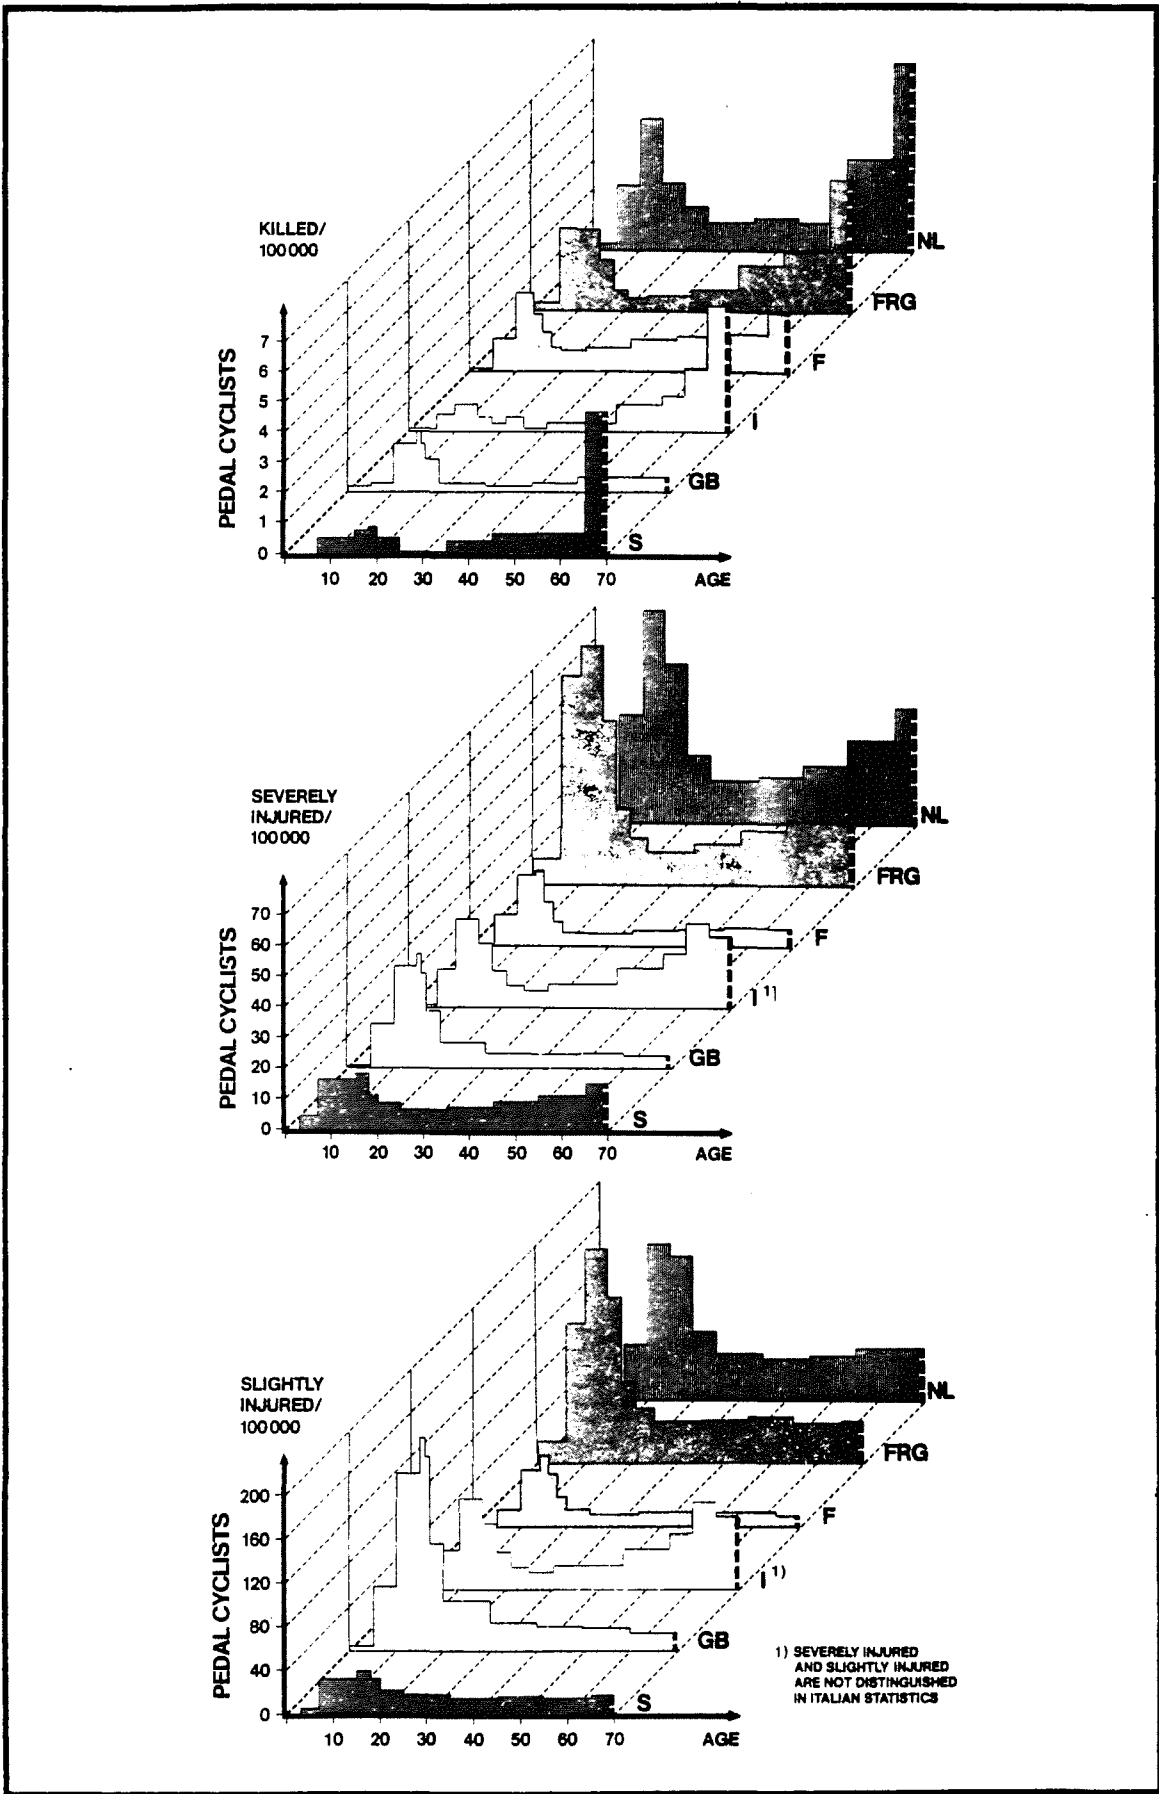 KILLED/
100 000
PEDAL CYCLISTS
7
6
5
4
3
2
1
0
10 20 30 40 50 60 70 AGE
NL
FRG
F
I
GB
S
SEVERELY
INJURED/
100 000
PEDAL CYCLISTS
70
60
50
40
30
20
10
0
10 20 30 40 50 60 70 AGE
NL
FRG
F
I 1)
GB
S
SLIGHTLY
INJURED/
100 000
PEDAL CYCLISTS
200
160
120
80
40
0
10 20 30 40 50 60 70 AGE
NL
FRG
F
I 1)
GB
S
1) SEVERELY INJURED
AND SLIGHTLY INJURED
ARE NOT DISTINGUISHED
IN ITALIAN STATISTICS